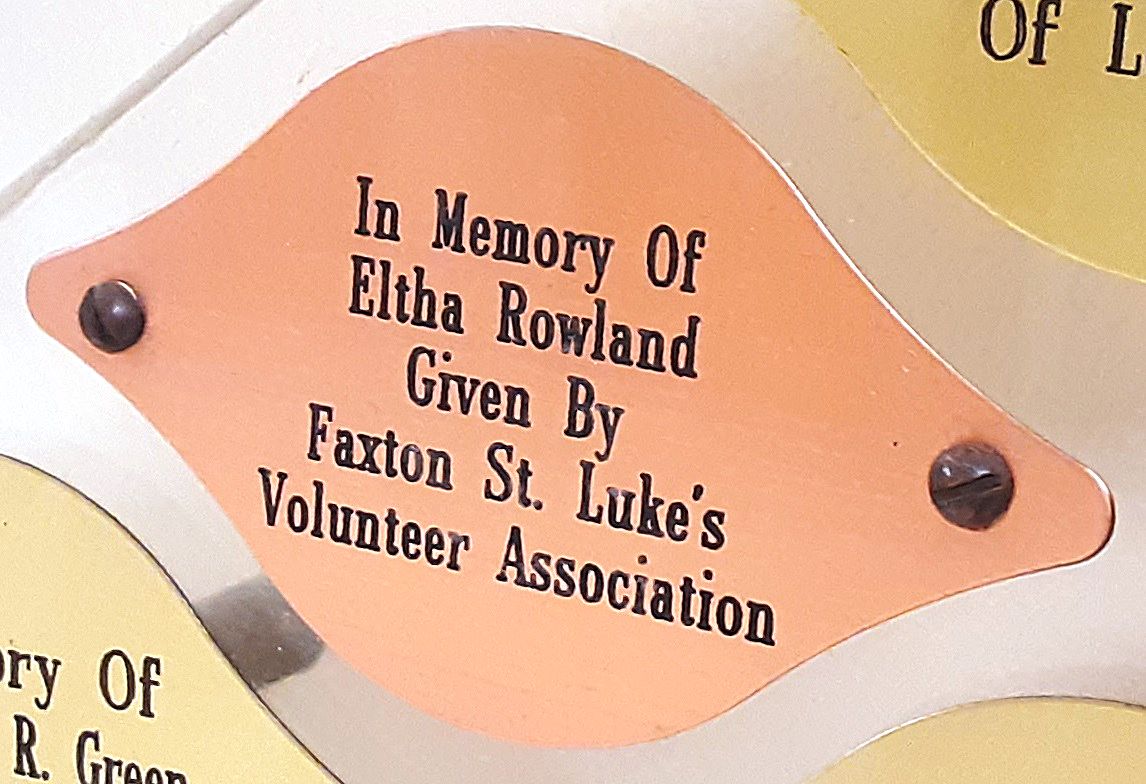 Of L
In Memory Of
Eltha Rowland
Given By
Faxton St. Luke's
Volunteer Association
ory Of
R. Green